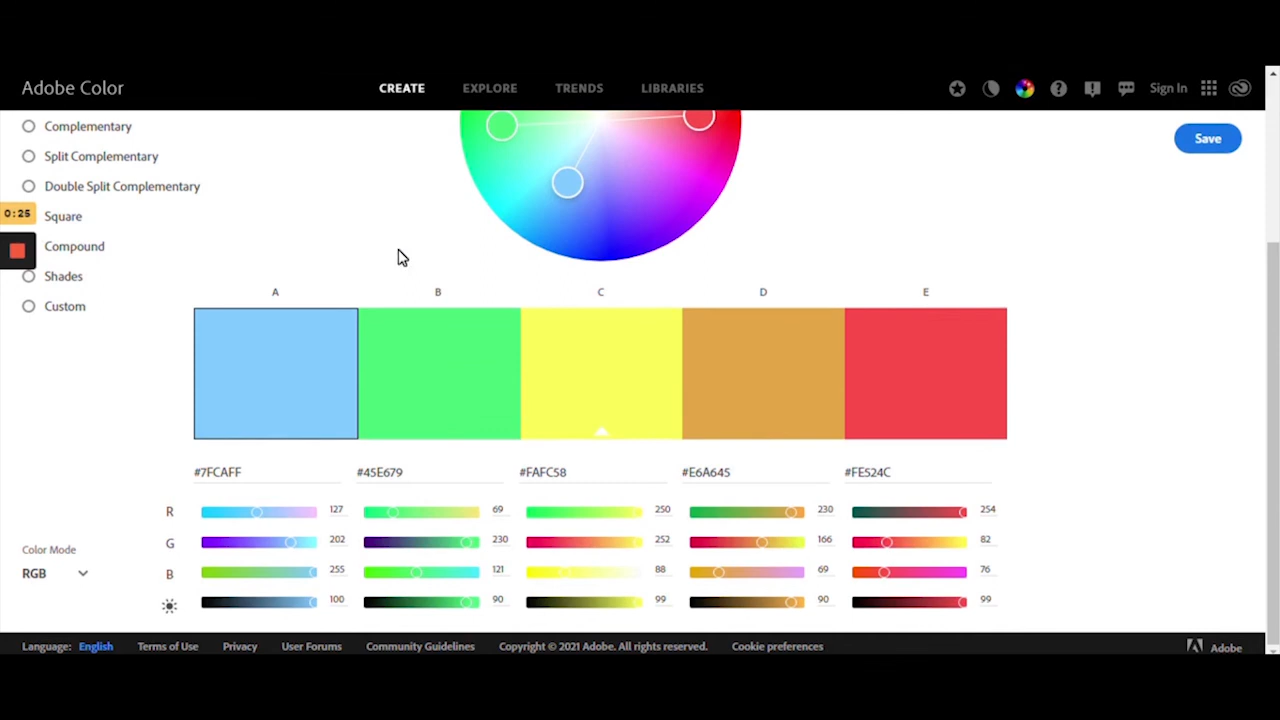 Adobe Color
CREATE EXPLORE TRENDS LIBRARIES
Sign In
Complementary
Save
Split Complementary
Double Split Complementary
0:25
Square
Compound
Shades
Custom
A B C D E
#7FCAFF #45E679 #FAFC58 #E6A645 #FE524C
R 127 69 250 230 254
G 202 230 252 166 82
B 255 121 88 69 76
100 90 99 90 99
Color Mode
RGB
Language: English Terms of Use Privacy User Forums Community Guidelines Copyright © 2021 Adobe. All rights reserved. Cookie preferences Adobe